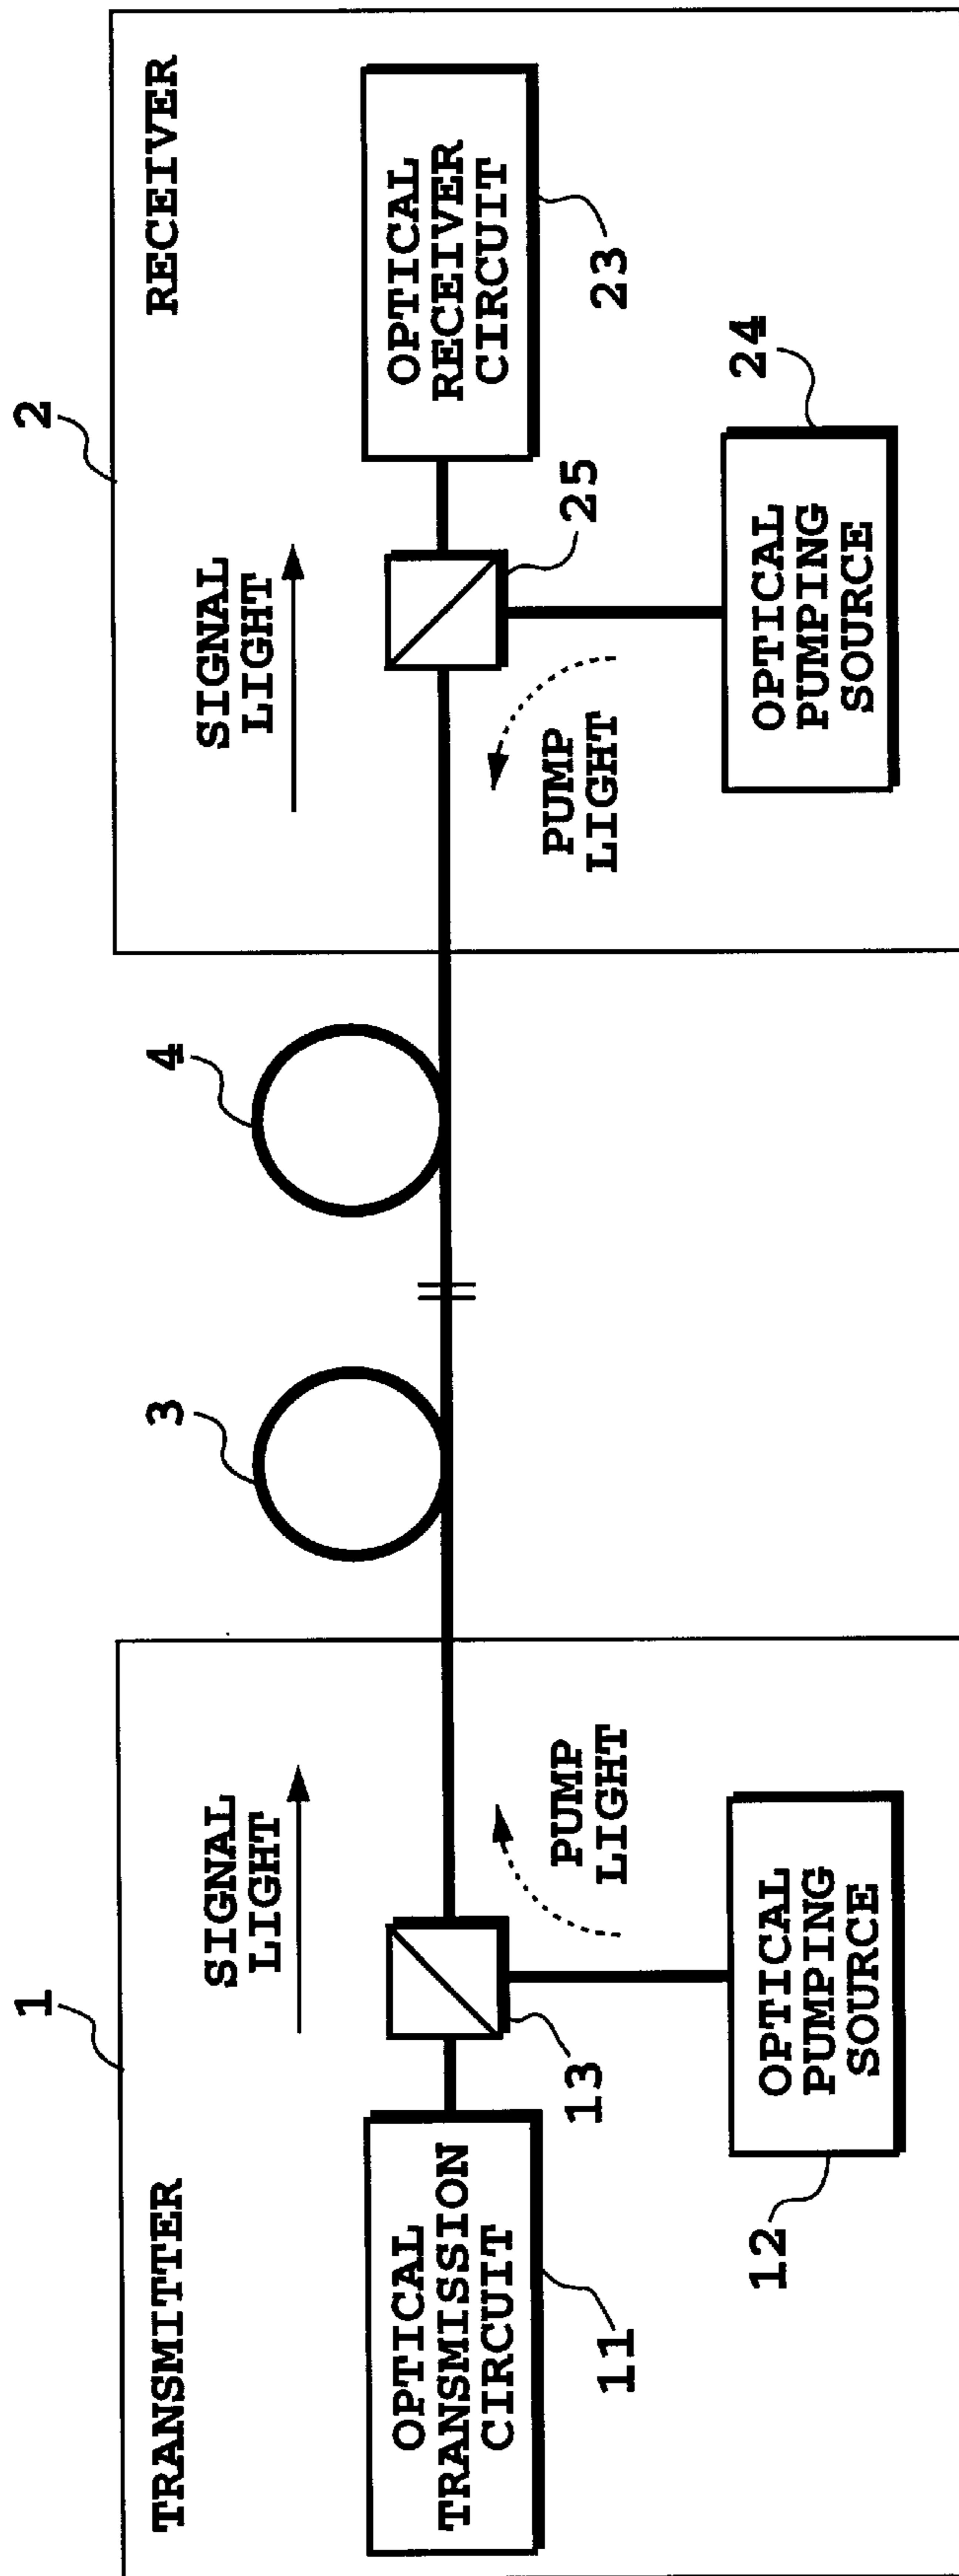 1
TRANSMITTER
SIGNAL
LIGHT
OPTICAL
TRANSMISSION
CIRCUIT
11
13
PUMP
LIGHT
OPTICAL
PUMPING
SOURCE
12
3
4
2
RECEIVER
SIGNAL
LIGHT
OPTICAL
RECEIVER
CIRCUIT
23
25
PUMP
LIGHT
24
OPTICAL
PUMPING
SOURCE